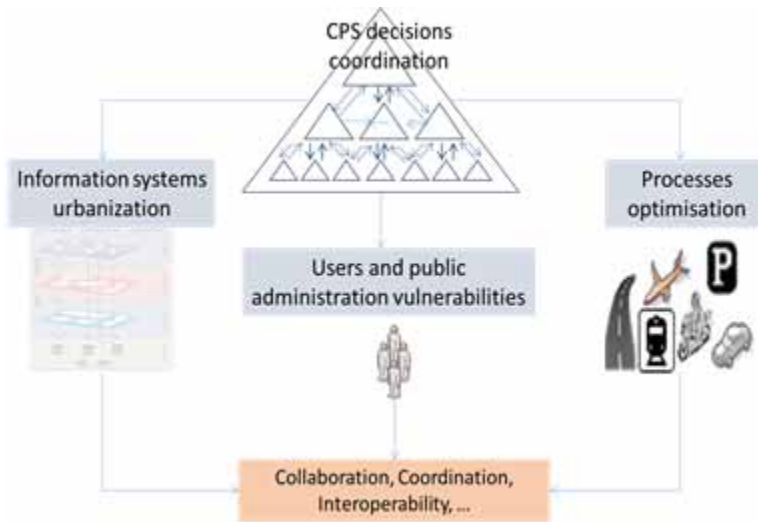 CPS decisions
coordination
Information systems
urbanization
Processes
optimisation
Users and public
administration vulnerabilities
P
Collaboration, Coordination,
Interoperability, ...